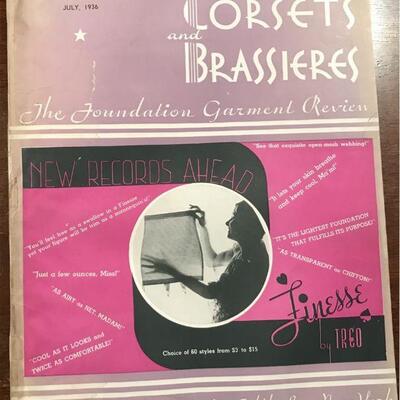 JULY, 1936
CORSETS
and
BRASSIERES
The Foundation Garment Review
NEW RECORDS AHEAD
"See that exquisite open-mesh webbing!"
"It lets your skin breathe
and keep cool, Ma'm!"
"You'll feel free as a swallow in a Finesse
yet your figure will be trim as a mannequin's!"
"IT'S THE LIGHTEST FOUNDATION
THAT FULFILLS ITS PURPOSE!"
"AS TRANSPARENT as CHIFFON!"
"Just a few ounces, Miss!"
"AS AIRY as NET, MADAM!"
"COOL AS IT LOOKS and
TWICE AS COMFORTABLE!"
Finesse
by TREO
Choice of 60 styles from $3 to $15